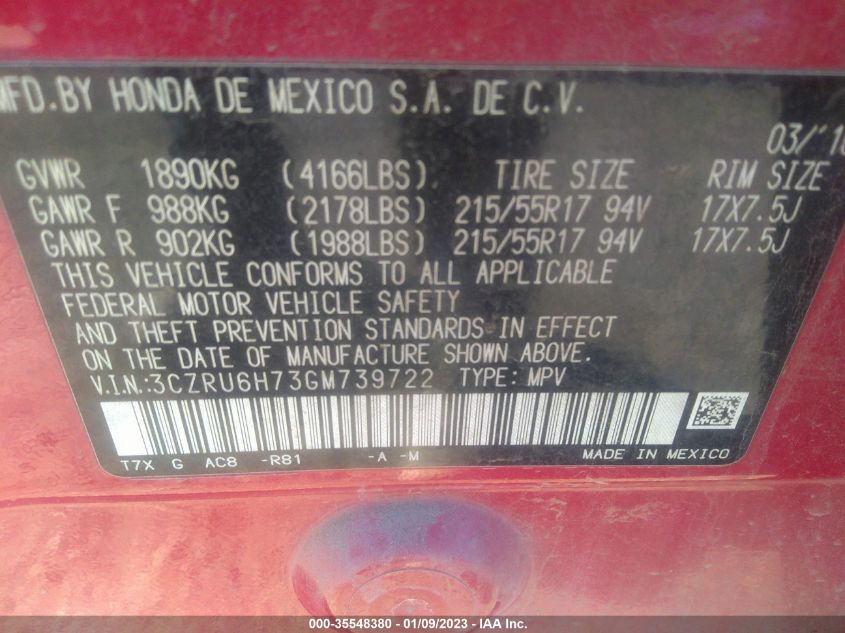 MFD.BY HONDA DE MEXICO S.A. DE C.V.
03/'16
GVWR 1890KG (4166LBS) TIRE SIZE RIM SIZE
GAWR F 988KG (2178LBS) 215/55R17 94V 17X7.5J
GAWR R 902KG (1988LBS) 215/55R17 94V 17X7.5J
THIS VEHICLE CONFORMS TO ALL APPLICABLE
FEDERAL MOTOR VEHICLE SAFETY
AND THEFT PREVENTION STANDARDS IN EFFECT
ON THE DATE OF MANUFACTURE SHOWN ABOVE.
V.I.N.:3CZRU6H73GM739722 TYPE: MPV
T7X G AC8 -R81 -A -M MADE IN MEXICO
000-35548380 - 01/09/2023 - IAA Inc.